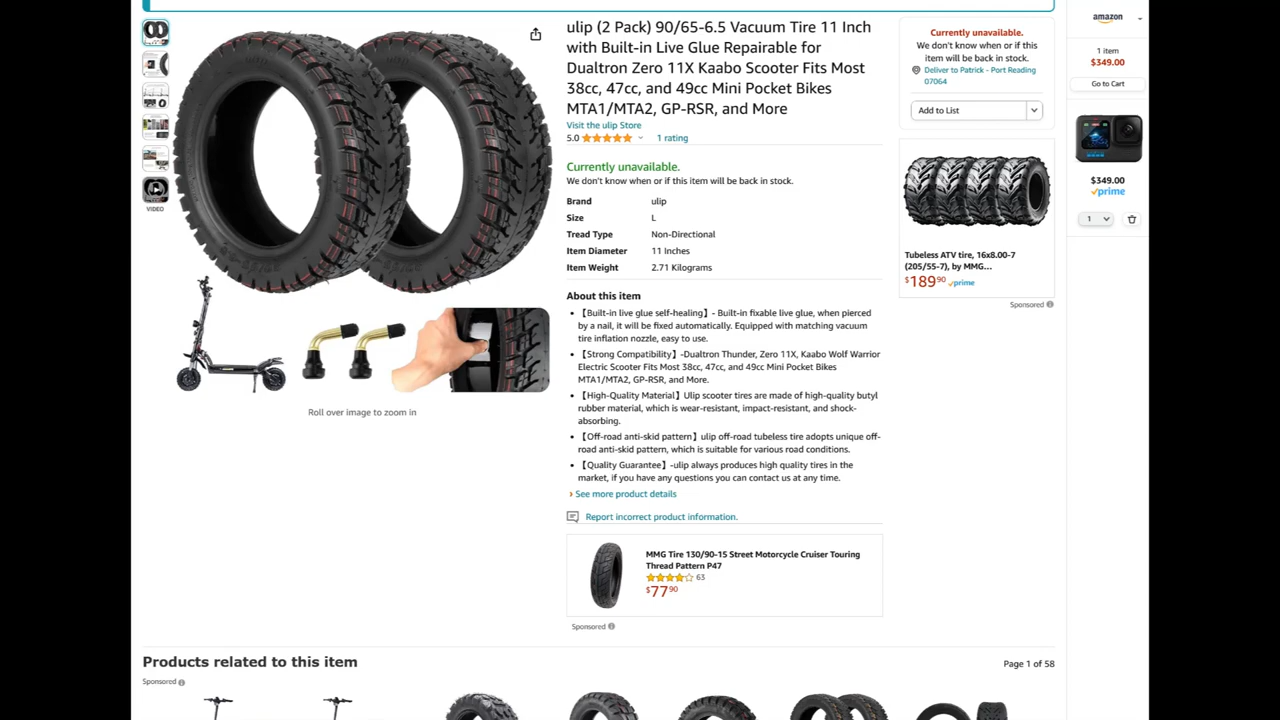 VIDEO
Roll over image to zoom in
ulip (2 Pack) 90/65-6.5 Vacuum Tire 11 Inch
with Built-in Live Glue Repairable for
Dualtron Zero 11X Kaabo Scooter Fits Most
38cc, 47cc, and 49cc Mini Pocket Bikes
MTA1/MTA2, GP-RSR, and More
Visit the ulip Store
5.0
1 rating
Currently unavailable.
We don't know when or if this item will be back in stock.
Brand ulip
Size L
Tread Type Non-Directional
Item Diameter 11 Inches
Item Weight 2.71 Kilograms
About this item
• 【Built-in live glue self-healing】- Built-in fixable live glue, when pierced
by a nail, it will be fixed automatically. Equipped with matching vacuum
tire inflation nozzle, easy to use.
• 【Strong Compatibility】-Dualtron Thunder, Zero 11X, Kaabo Wolf Warrior
Electric Scooter Fits Most 38cc, 47cc, and 49cc Mini Pocket Bikes
MTA1/MTA2, GP-RSR, and More.
• 【High-Quality Material】Ulip scooter tires are made of high-quality butyl
rubber material, which is wear-resistant, impact-resistant, and shock-
absorbing.
• 【Off-road anti-skid pattern】ulip off-road tubeless tire adopts unique off-
road anti-skid pattern, which is suitable for various road conditions.
• 【Quality Guarantee】-ulip always produces high quality tires in the
market, if you have any questions you can contact us at any time.
› See more product details
Report incorrect product information.
MMG Tire 130/90-15 Street Motorcycle Cruiser Touring
Thread Pattern P47
63
$77 90
Sponsored
Currently unavailable.
We don't know when or if this
item will be back in stock.
Deliver to Patrick - Port Reading
07064
Add to List
Tubeless ATV tire, 16x8.00-7
(205/55-7), by MMG...
$189 90 prime
Sponsored
amazon
1 item
$349.00
Go to Cart
$349.00
prime
1
Products related to this item
Page 1 of 58
Sponsored